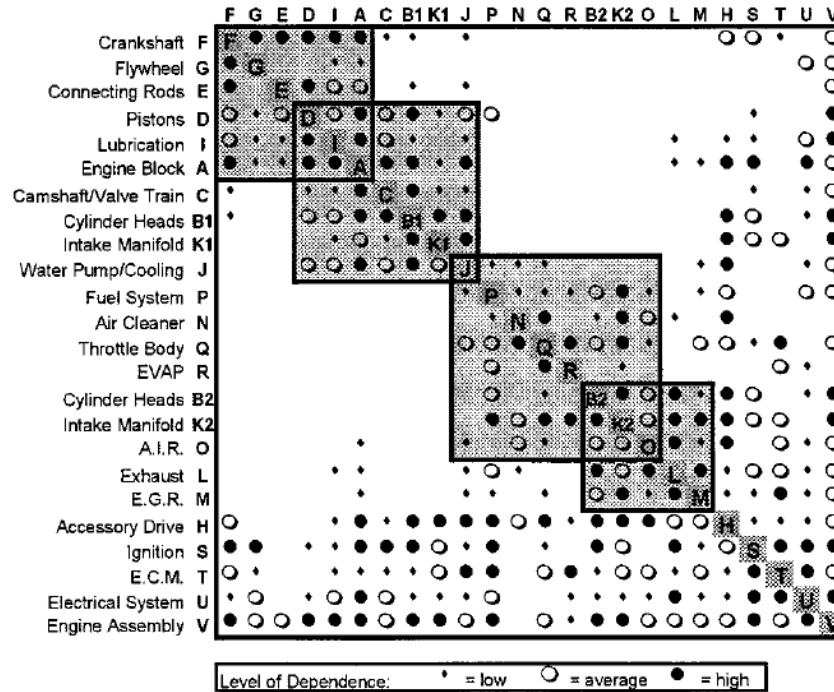 F G E D I A C B1 K1 J P N Q R B2 K2 O L M H S T U V
Crankshaft F F
Flywheel G G
Connecting Rods E E
Pistons D D
Lubrication I I
Engine Block A A
Camshaft/Valve Train C C
Cylinder Heads B1 B1
Intake Manifold K1 K1
Water Pump/Cooling J J
Fuel System P P
Air Cleaner N N
Throttle Body Q Q
EVAP R R
Cylinder Heads B2 B2
Intake Manifold K2 K2
A.I.R. O O
Exhaust L L
E.G.R. M M
Accessory Drive H H
Ignition S S
E.C.M. T T
Electrical System U U
Engine Assembly V V
Level of Dependence: = low = average = high